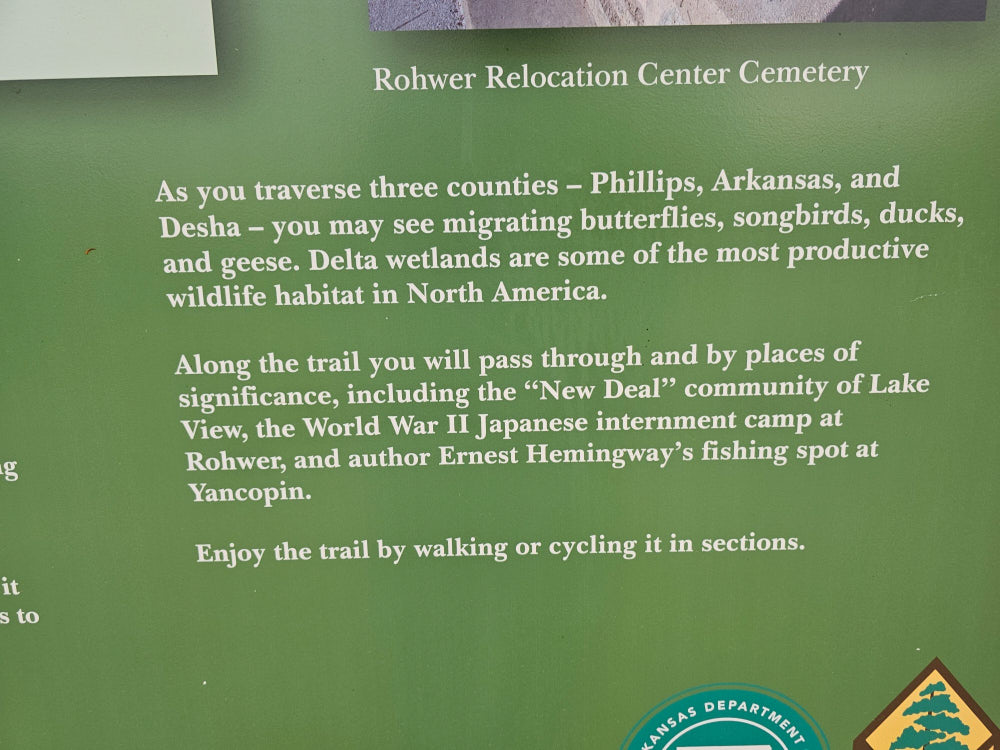 Rohwer Relocation Center Cemetery
As you traverse three counties – Phillips, Arkansas, and
Desha – you may see migrating butterflies, songbirds, ducks,
and geese. Delta wetlands are some of the most productive
wildlife habitat in North America.
Along the trail you will pass through and by places of
significance, including the “New Deal” community of Lake
View, the World War II Japanese internment camp at
Rohwer, and author Ernest Hemingway’s fishing spot at
Yancopin.
Enjoy the trail by walking or cycling it in sections.
it
to
KANSAS DEPARTMENT